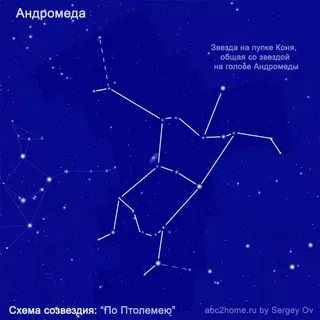 Андромеда
Звезда на пупке Коня,
общая со звездой
на голове Андромеды
Схема созвездия: "По Птолемею"
abc2home.ru by Sergey Ov